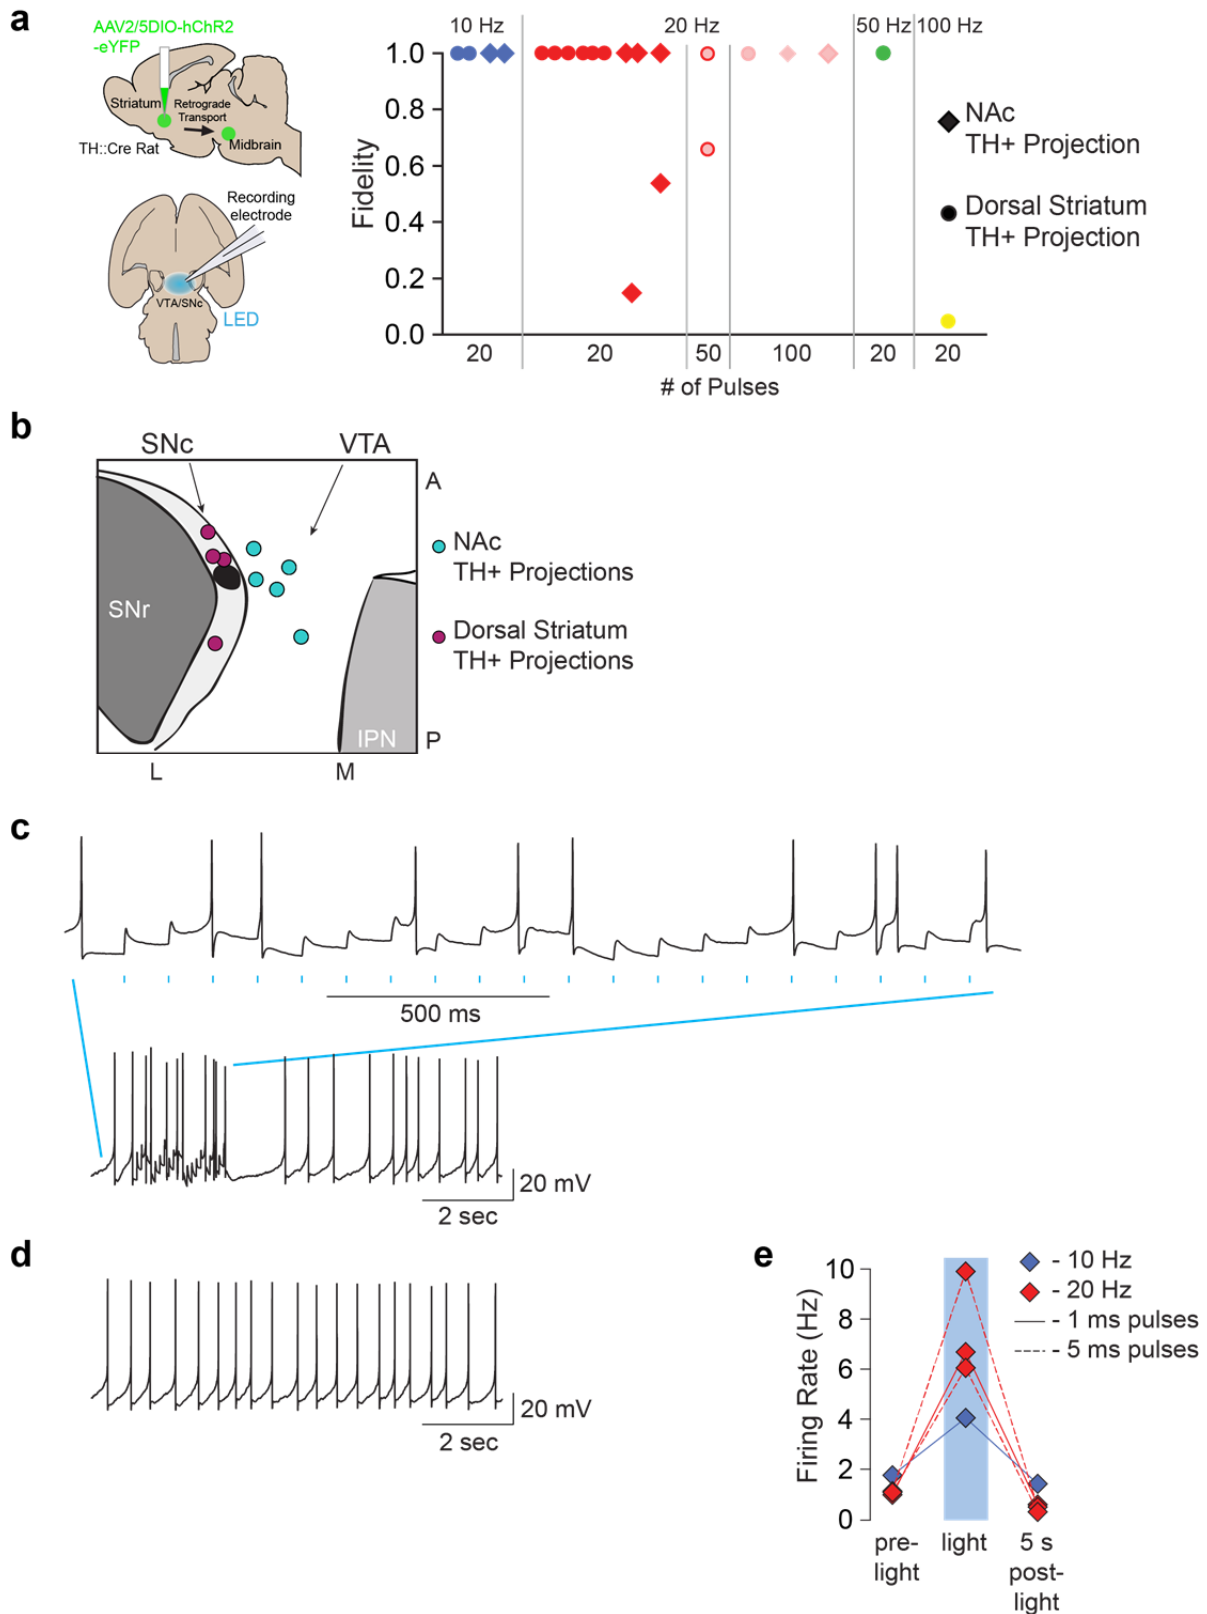 a
AAV2/5DIO-hChR2
-eYFP
Striatum
Retrograde
Transport
TH::Cre Rat
Midbrain
Recording
electrode
VTA/SNc
LED
10 Hz
20 Hz
50 Hz
100 Hz
Fidelity
1.0
0.8
0.6
0.4
0.2
0.0
20
20
50
100
20
20
# of Pulses
NAc
TH+ Projection
Dorsal Striatum
TH+ Projection
b
SNc
VTA
A
SNr
IPN
P
L
M
NAc
TH+ Projections
Dorsal Striatum
TH+ Projections
c
500 ms
20 mV
2 sec
d
20 mV
2 sec
e
Firing Rate (Hz)
10
8
6
4
2
0
pre-
light
light
5 s
post-
light
- 10 Hz
- 20 Hz
- 1 ms pulses
- 5 ms pulses